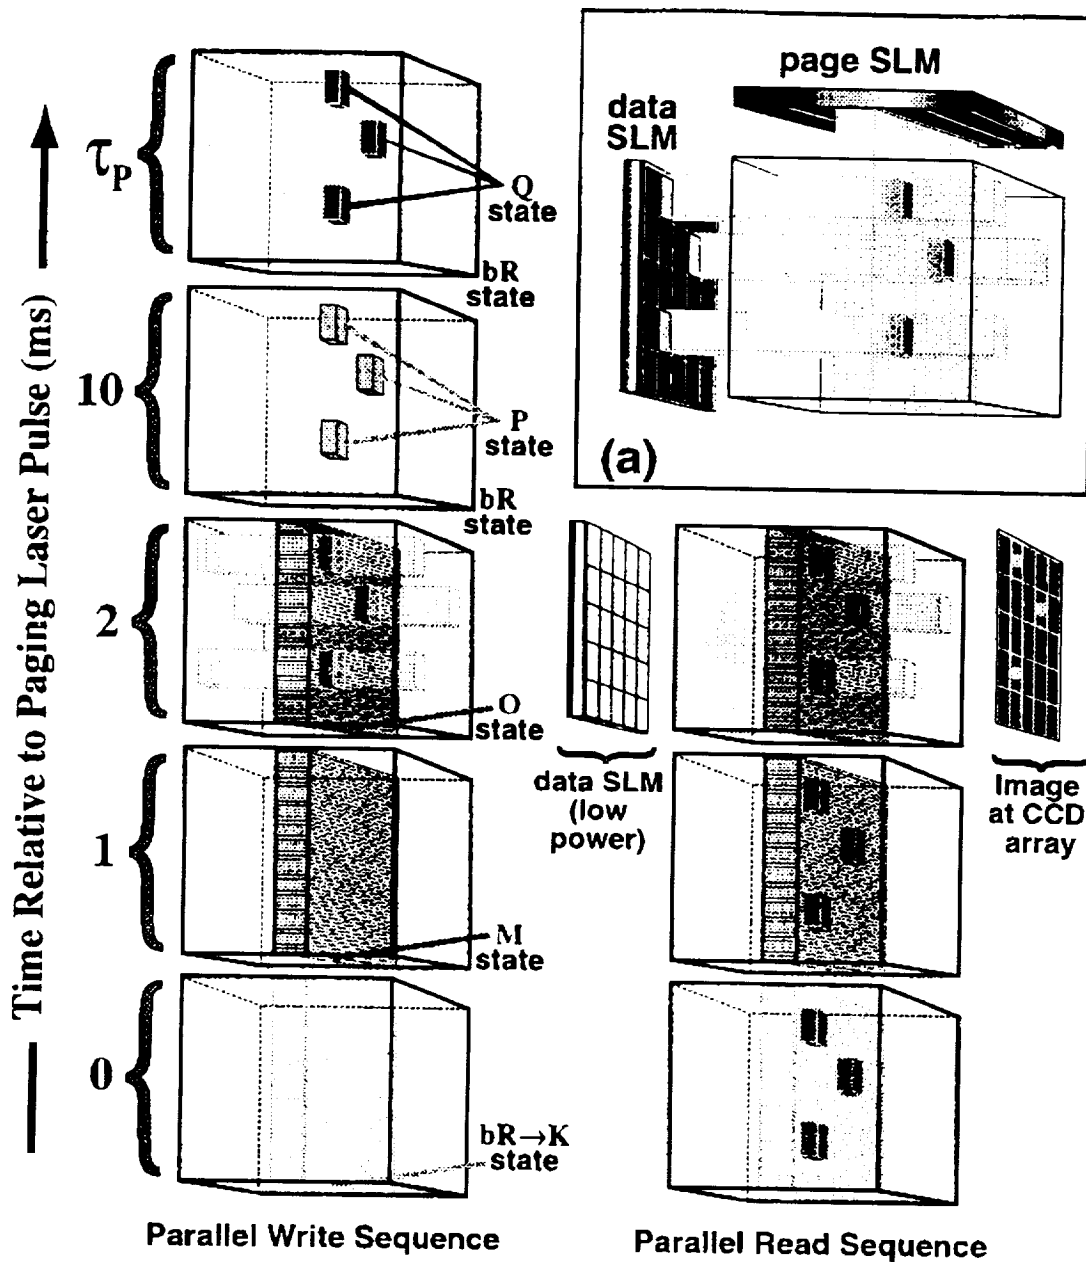 Time Relative to Paging Laser Pulse (ms)
τP
Q
state
bR
state
10
P
state
bR
state
2
O
state
1
M
state
0
bR→K
state
Parallel Write Sequence
page SLM
data
SLM
(a)
data SLM
(low
power)
Image
at CCD
array
Parallel Read Sequence